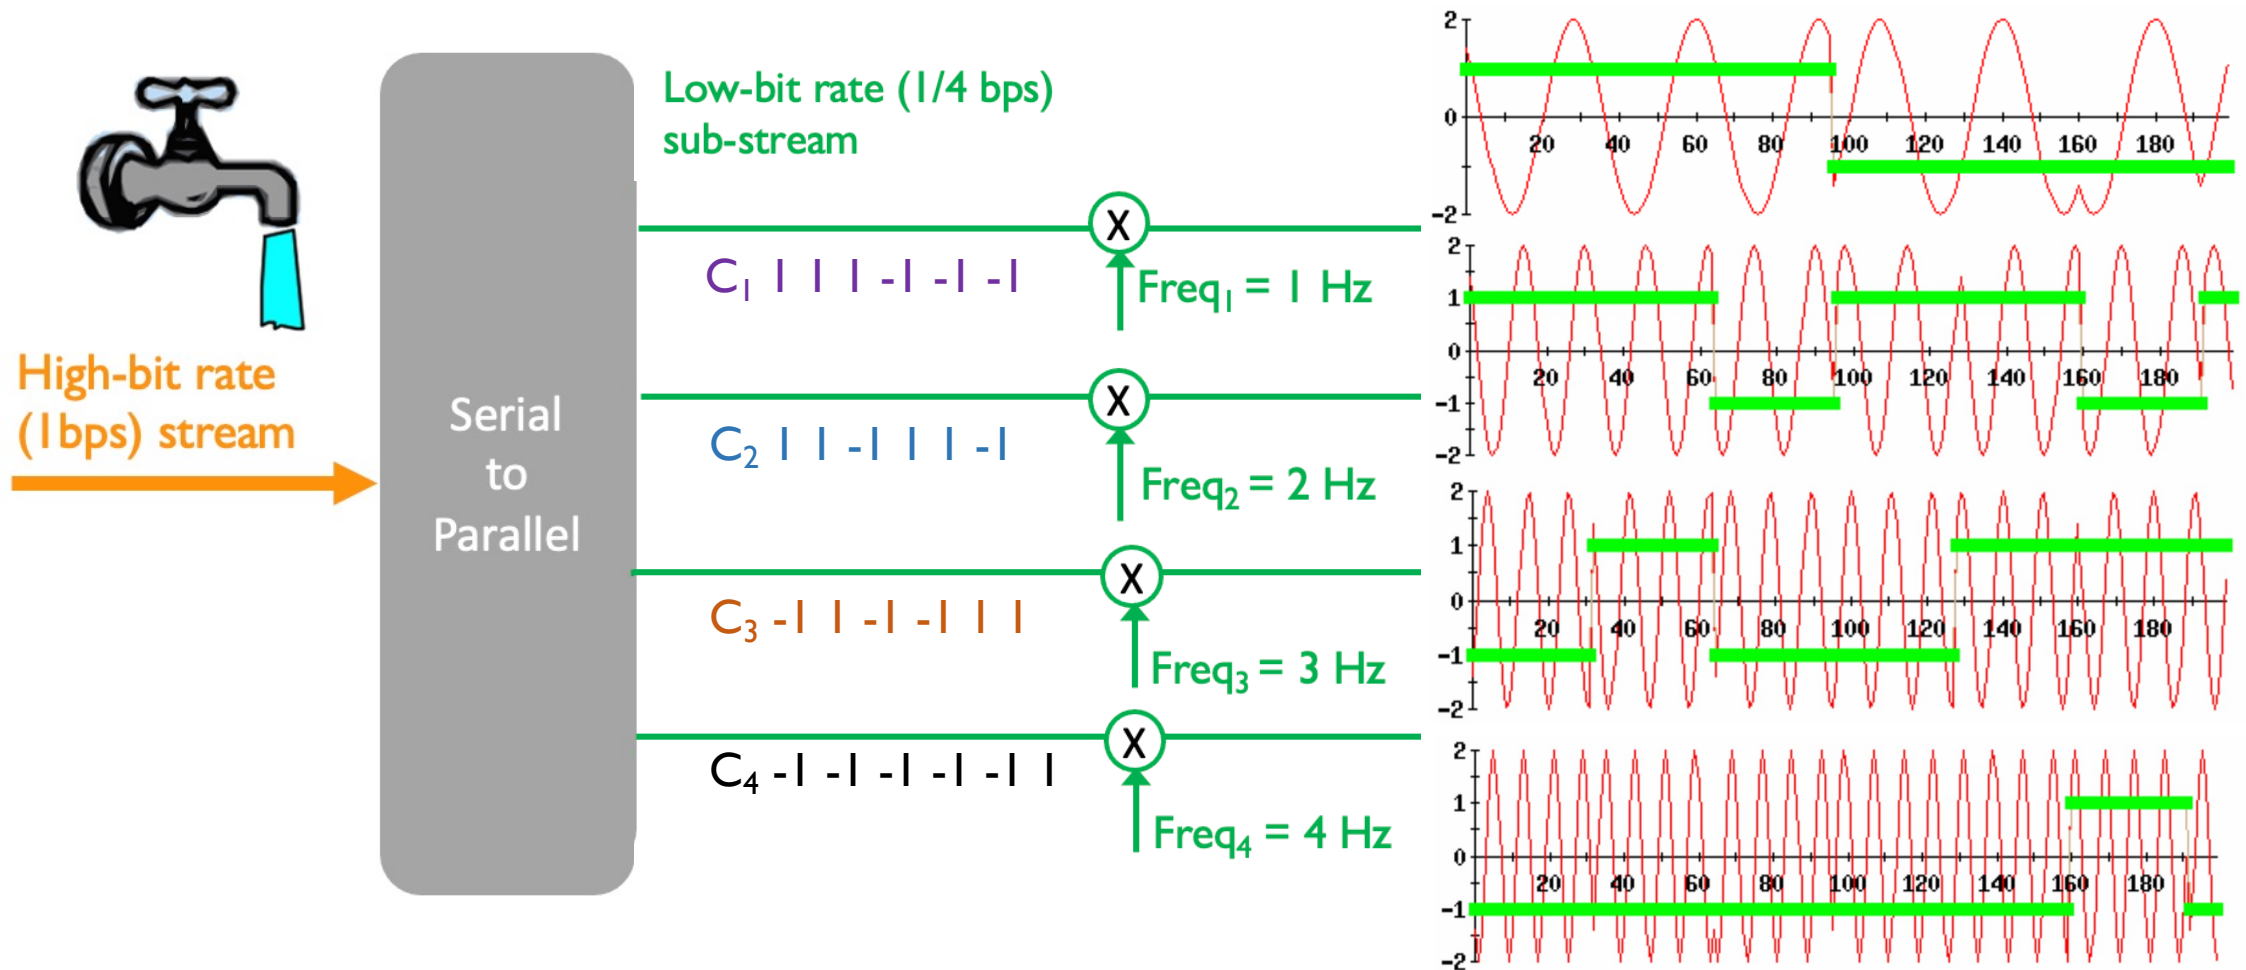 High-bit rate
(1bps) stream
Serial
to
Parallel
Low-bit rate (1/4 bps)
sub-stream
C1 1 1 1 -1 -1 -1
X
Freq1 = 1 Hz
C2 1 1 -1 1 1 -1
X
Freq2 = 2 Hz
C3 -1 1 -1 -1 1 1
X
Freq3 = 3 Hz
C4 -1 -1 -1 -1 -1 1
X
Freq4 = 4 Hz
2
0
20 40 60 80 100 120 140 160 180
-2
2
1
0
20 40 60 80 100 120 140 160 180
-1
-2
2
1
0
20 40 60 80 100 120 140 160 180
-1
-2
2
1
0
20 40 60 80 100 120 140 160 180
-1
-2